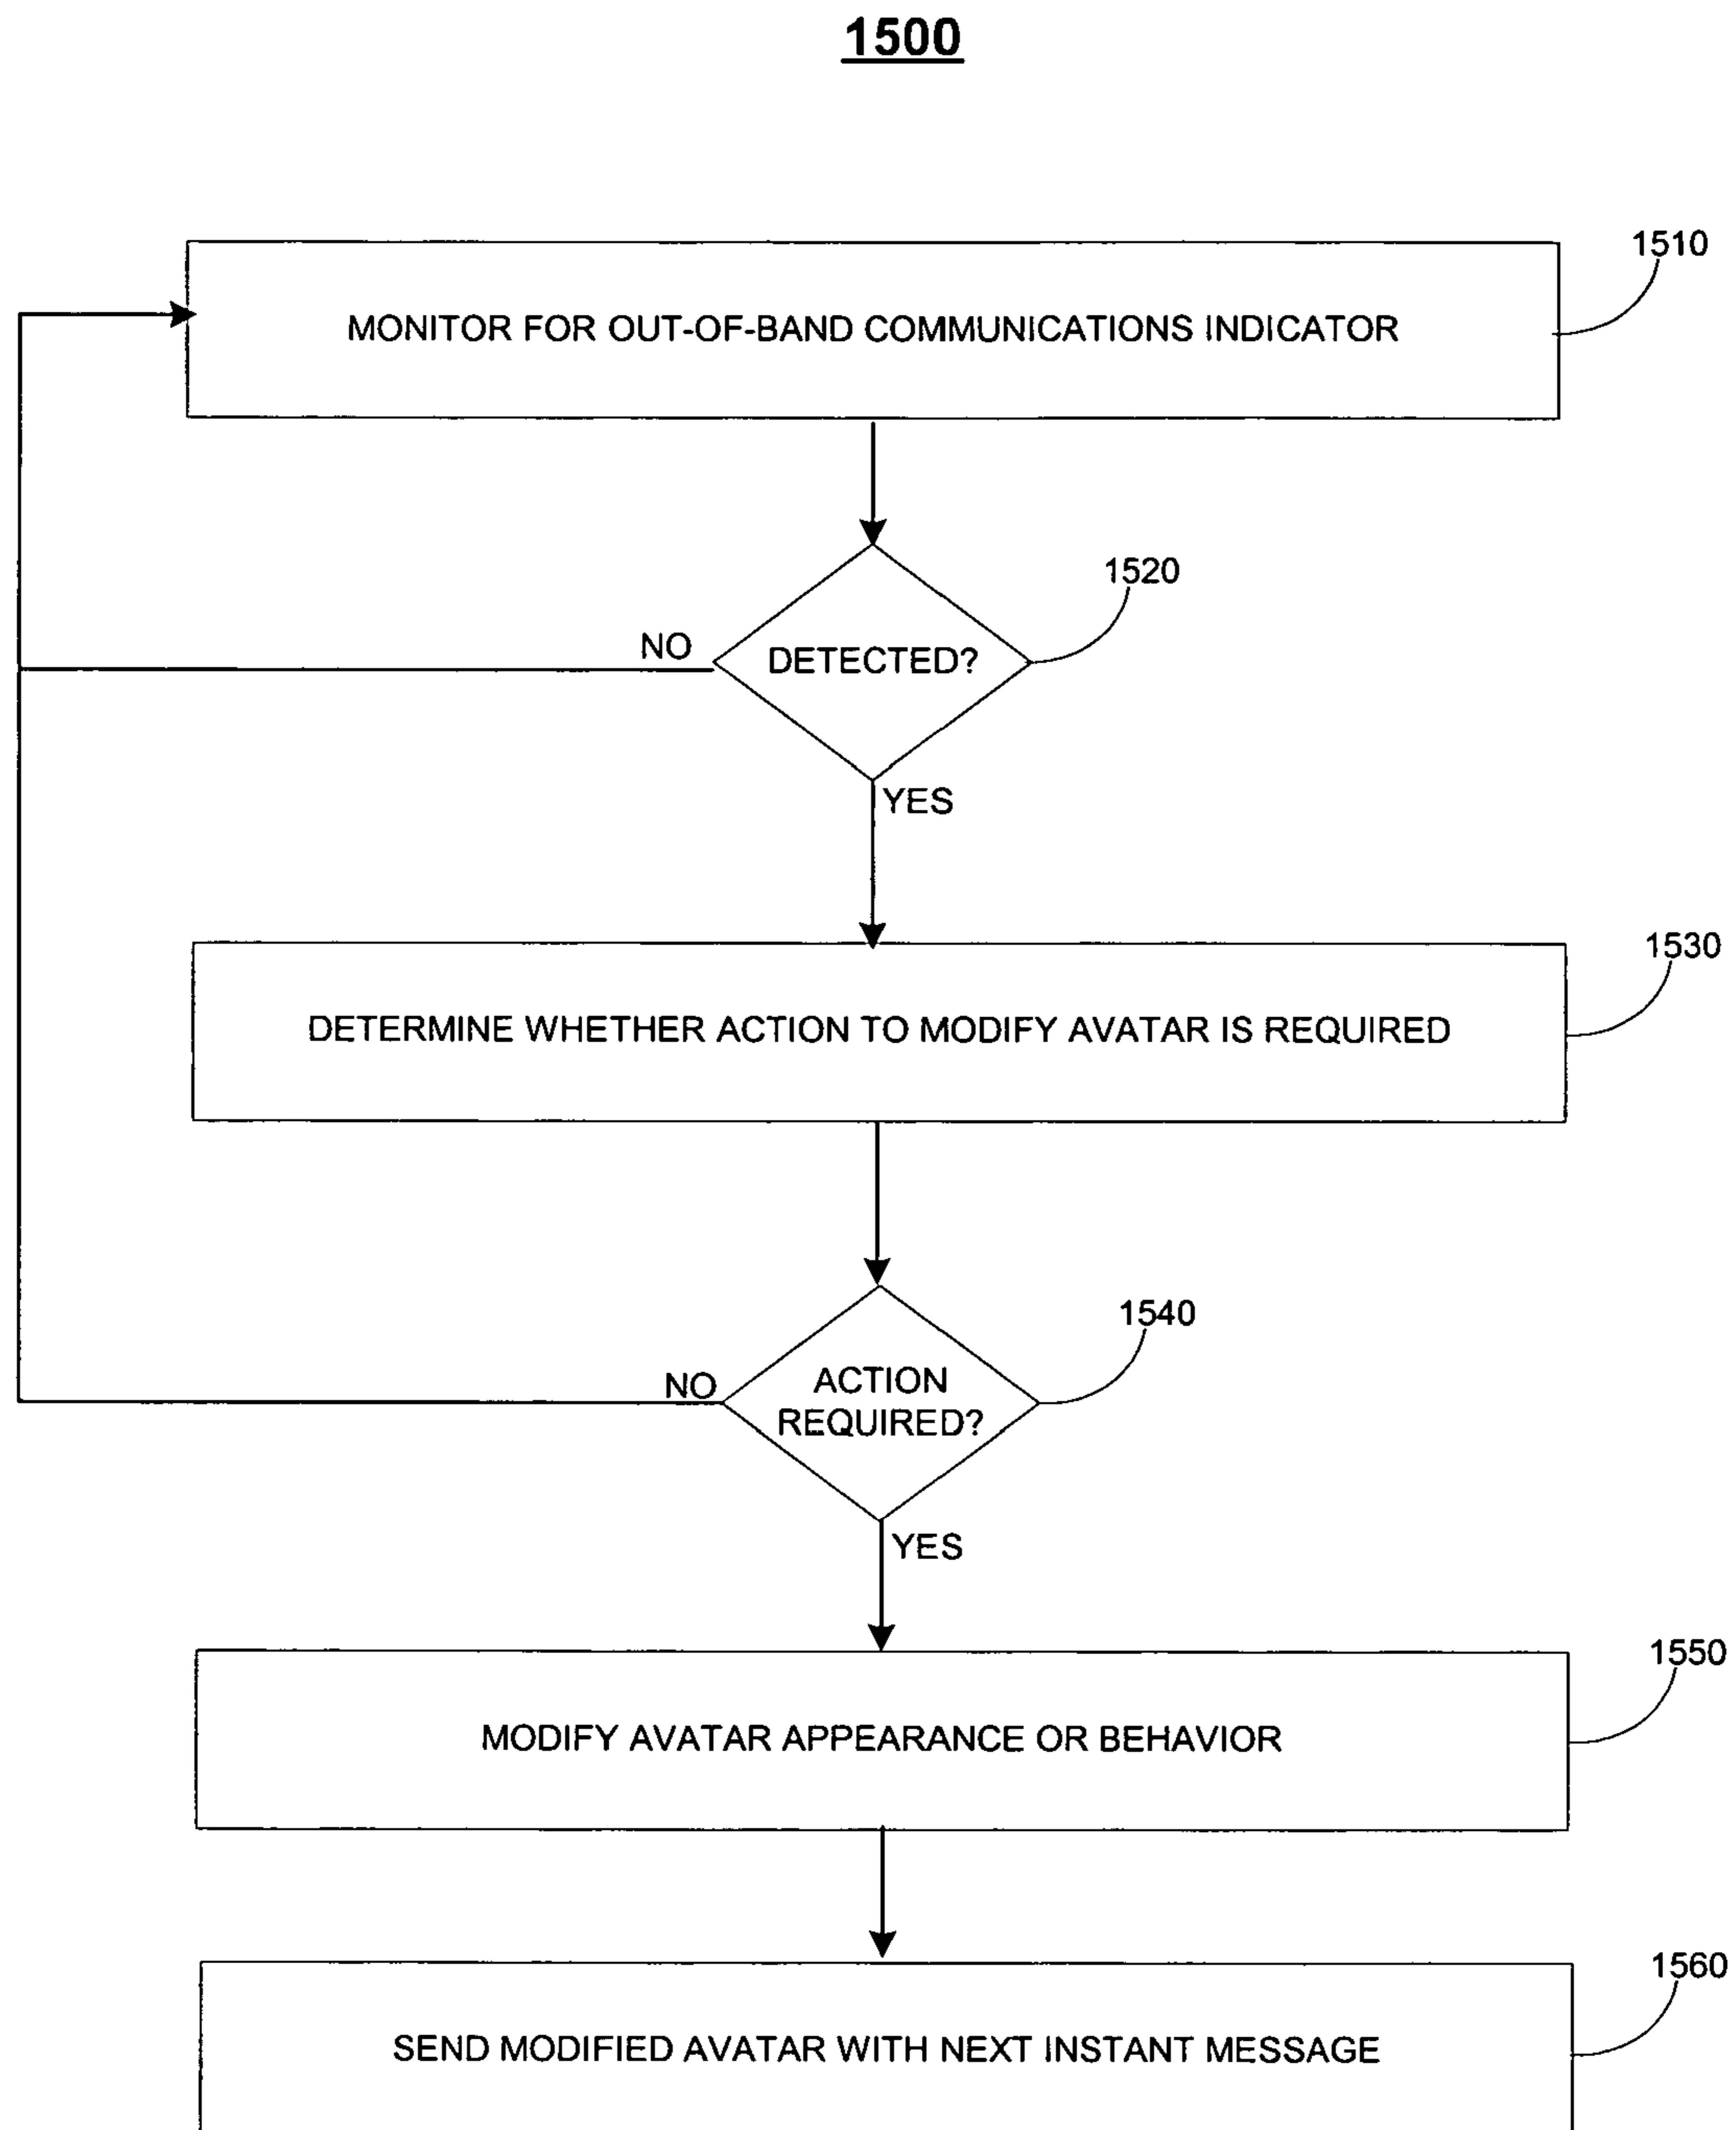 1500
1510
MONITOR FOR OUT-OF-BAND COMMUNICATIONS INDICATOR
1520
NO
DETECTED?
YES
1530
DETERMINE WHETHER ACTION TO MODIFY AVATAR IS REQUIRED
1540
NO
ACTION
REQUIRED?
YES
1550
MODIFY AVATAR APPEARANCE OR BEHAVIOR
1560
SEND MODIFIED AVATAR WITH NEXT INSTANT MESSAGE